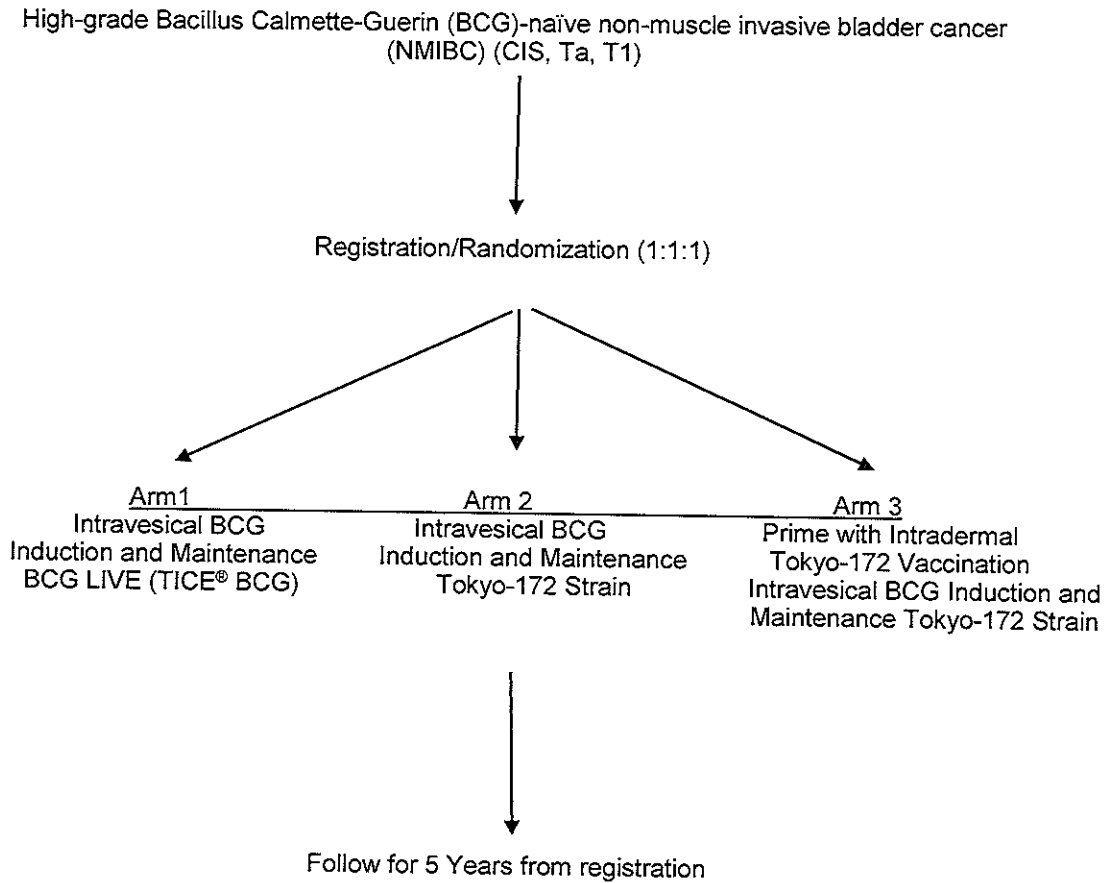 High-grade Bacillus Calmette-Guerin (BCG)-naïve non-muscle invasive bladder cancer
(NMIBC) (CIS, Ta, T1)
Registration/Randomization (1:1:1)
Arm1
Intravesical BCG
Induction and Maintenance
BCG LIVE (TICE® BCG)
Arm 2
Intravesical BCG
Induction and Maintenance
Tokyo-172 Strain
Arm 3
Prime with Intradermal
Tokyo-172 Vaccination
Intravesical BCG Induction and
Maintenance Tokyo-172 Strain
Follow for 5 Years from registration